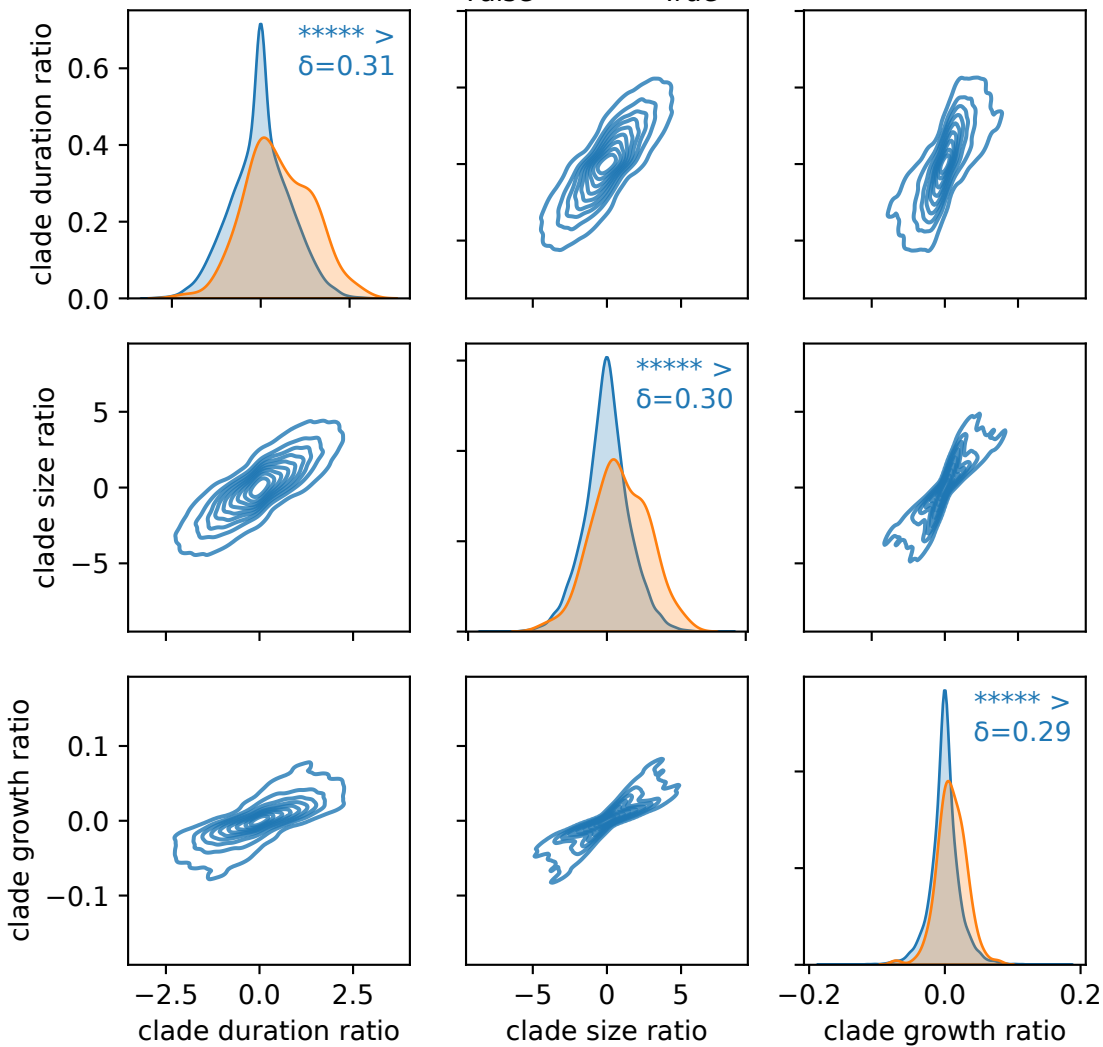 clade duration ratio
0.6
0.4
0.2
0.0
***** >
δ=0.31
clade size ratio
5
0
−5
***** >
δ=0.30
clade growth ratio
0.1
0.0
−0.1
***** >
δ=0.29
−2.5 0.0 2.5
clade duration ratio
−5 0 5
clade size ratio
−0.2 0.0 0.2
clade growth ratio